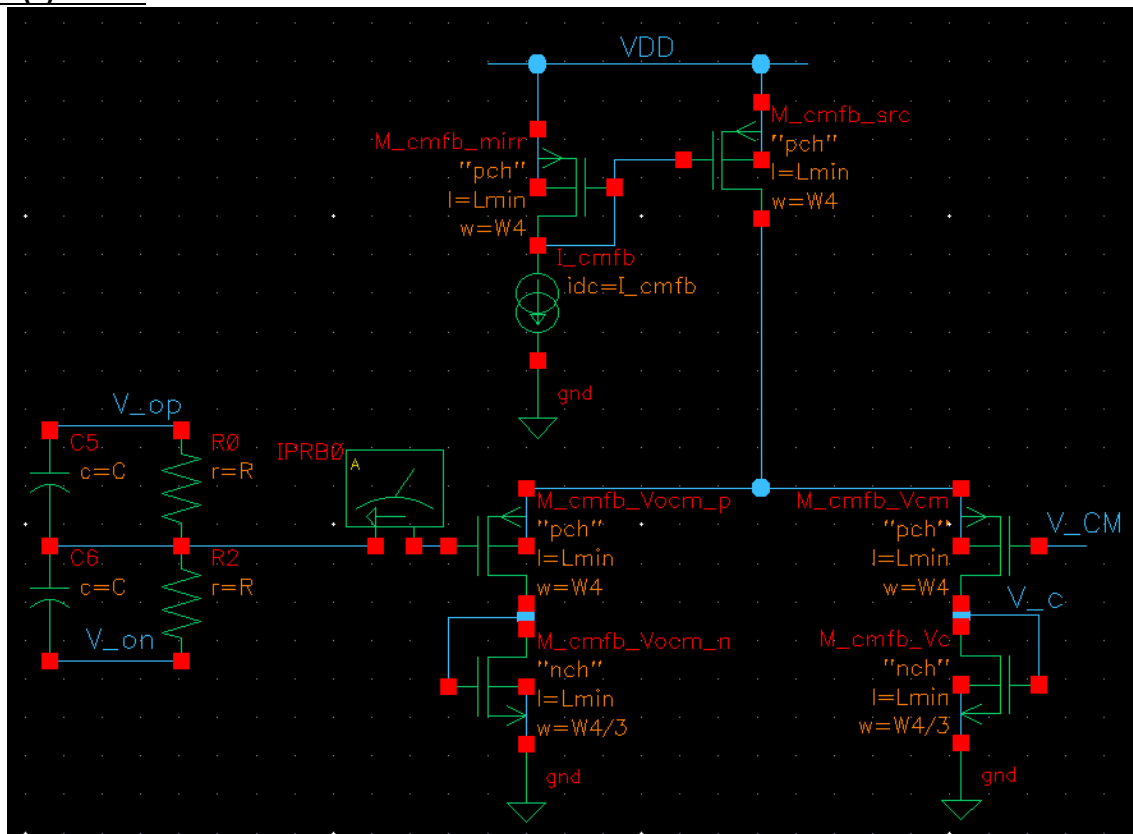 VDD
M_cmfb_mirr
"pch"
l=Lmin
w=W4
M_cmfb_src
"pch"
l=Lmin
w=W4
I_cmfb
idc=I_cmfb
gnd
V_op
C5
c=C
R0
r=R
IPRB0
A
C6
c=C
R2
r=R
V_on
M_cmfb_Vocm_p
"pch"
l=Lmin
w=W4
M_cmfb_Vcm
"pch"
l=Lmin
w=W4
V_CM
V_c
M_cmfb_Vocm_n
"nch"
l=Lmin
w=W4/3
gnd
M_cmfb_Vc
"nch"
l=Lmin
w=W4/3
gnd